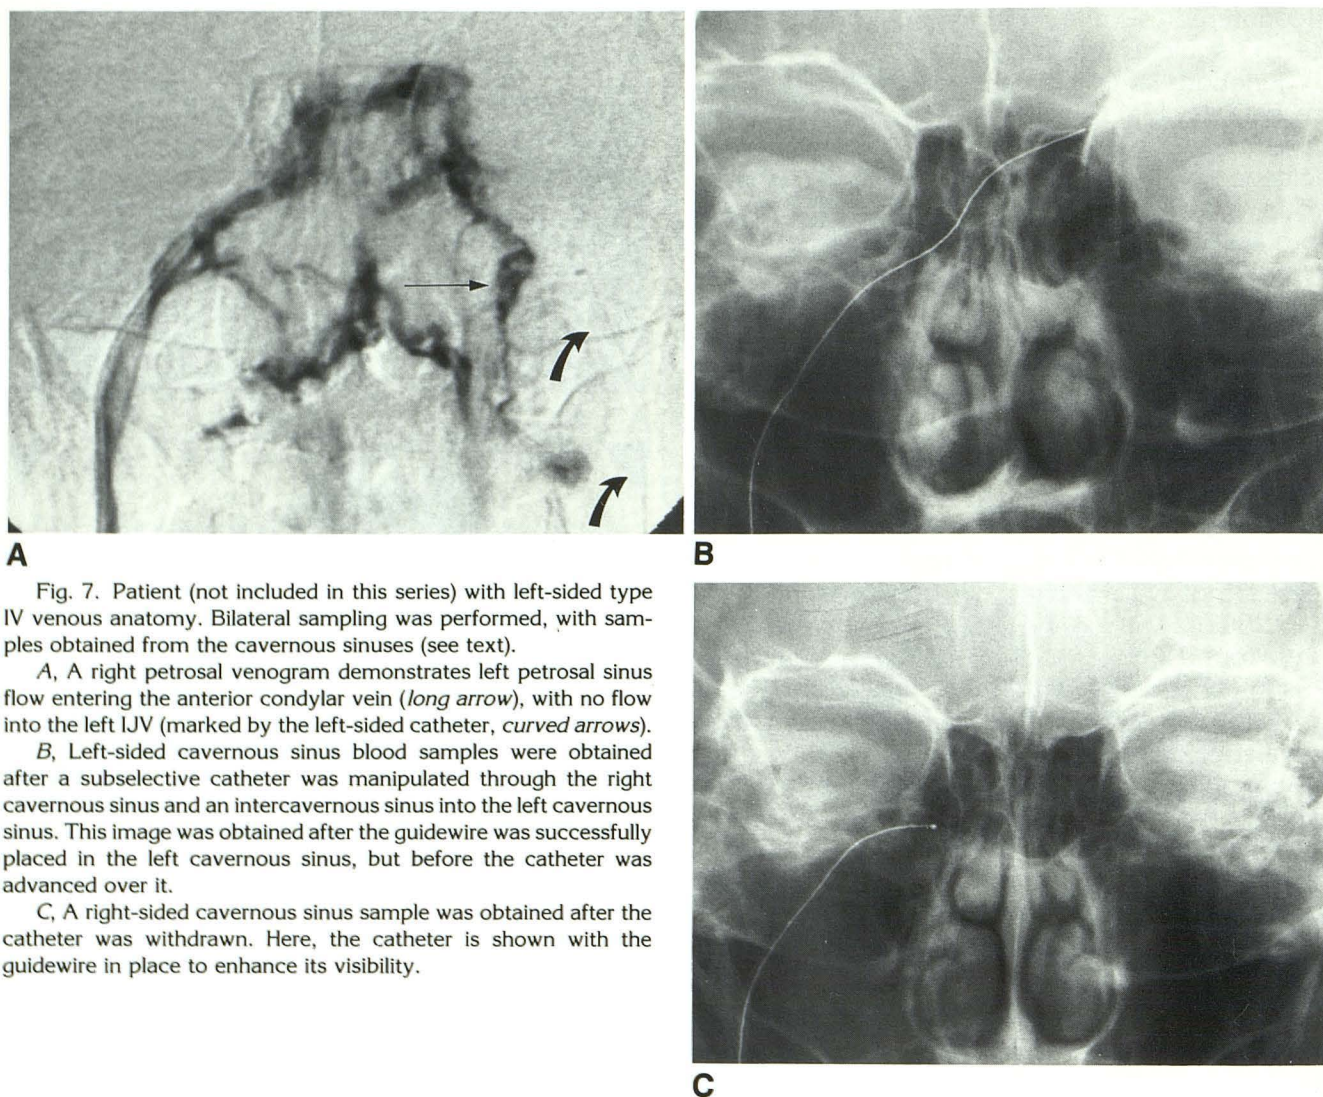 A
B
Fig. 7. Patient (not included in this series) with left-sided type
IV venous anatomy. Bilateral sampling was performed, with sam-
ples obtained from the cavernous sinuses (see text).
A, A right petrosal venogram demonstrates left petrosal sinus
flow entering the anterior condylar vein (long arrow), with no flow
into the left IJV (marked by the left-sided catheter, curved arrows).
B, Left-sided cavernous sinus blood samples were obtained
after a subselective catheter was manipulated through the right
cavernous sinus and an intercavernous sinus into the left cavernous
sinus. This image was obtained after the guidewire was successfully
placed in the left cavernous sinus, but before the catheter was
advanced over it.
C, A right-sided cavernous sinus sample was obtained after the
catheter was withdrawn. Here, the catheter is shown with the
guidewire in place to enhance its visibility.
C